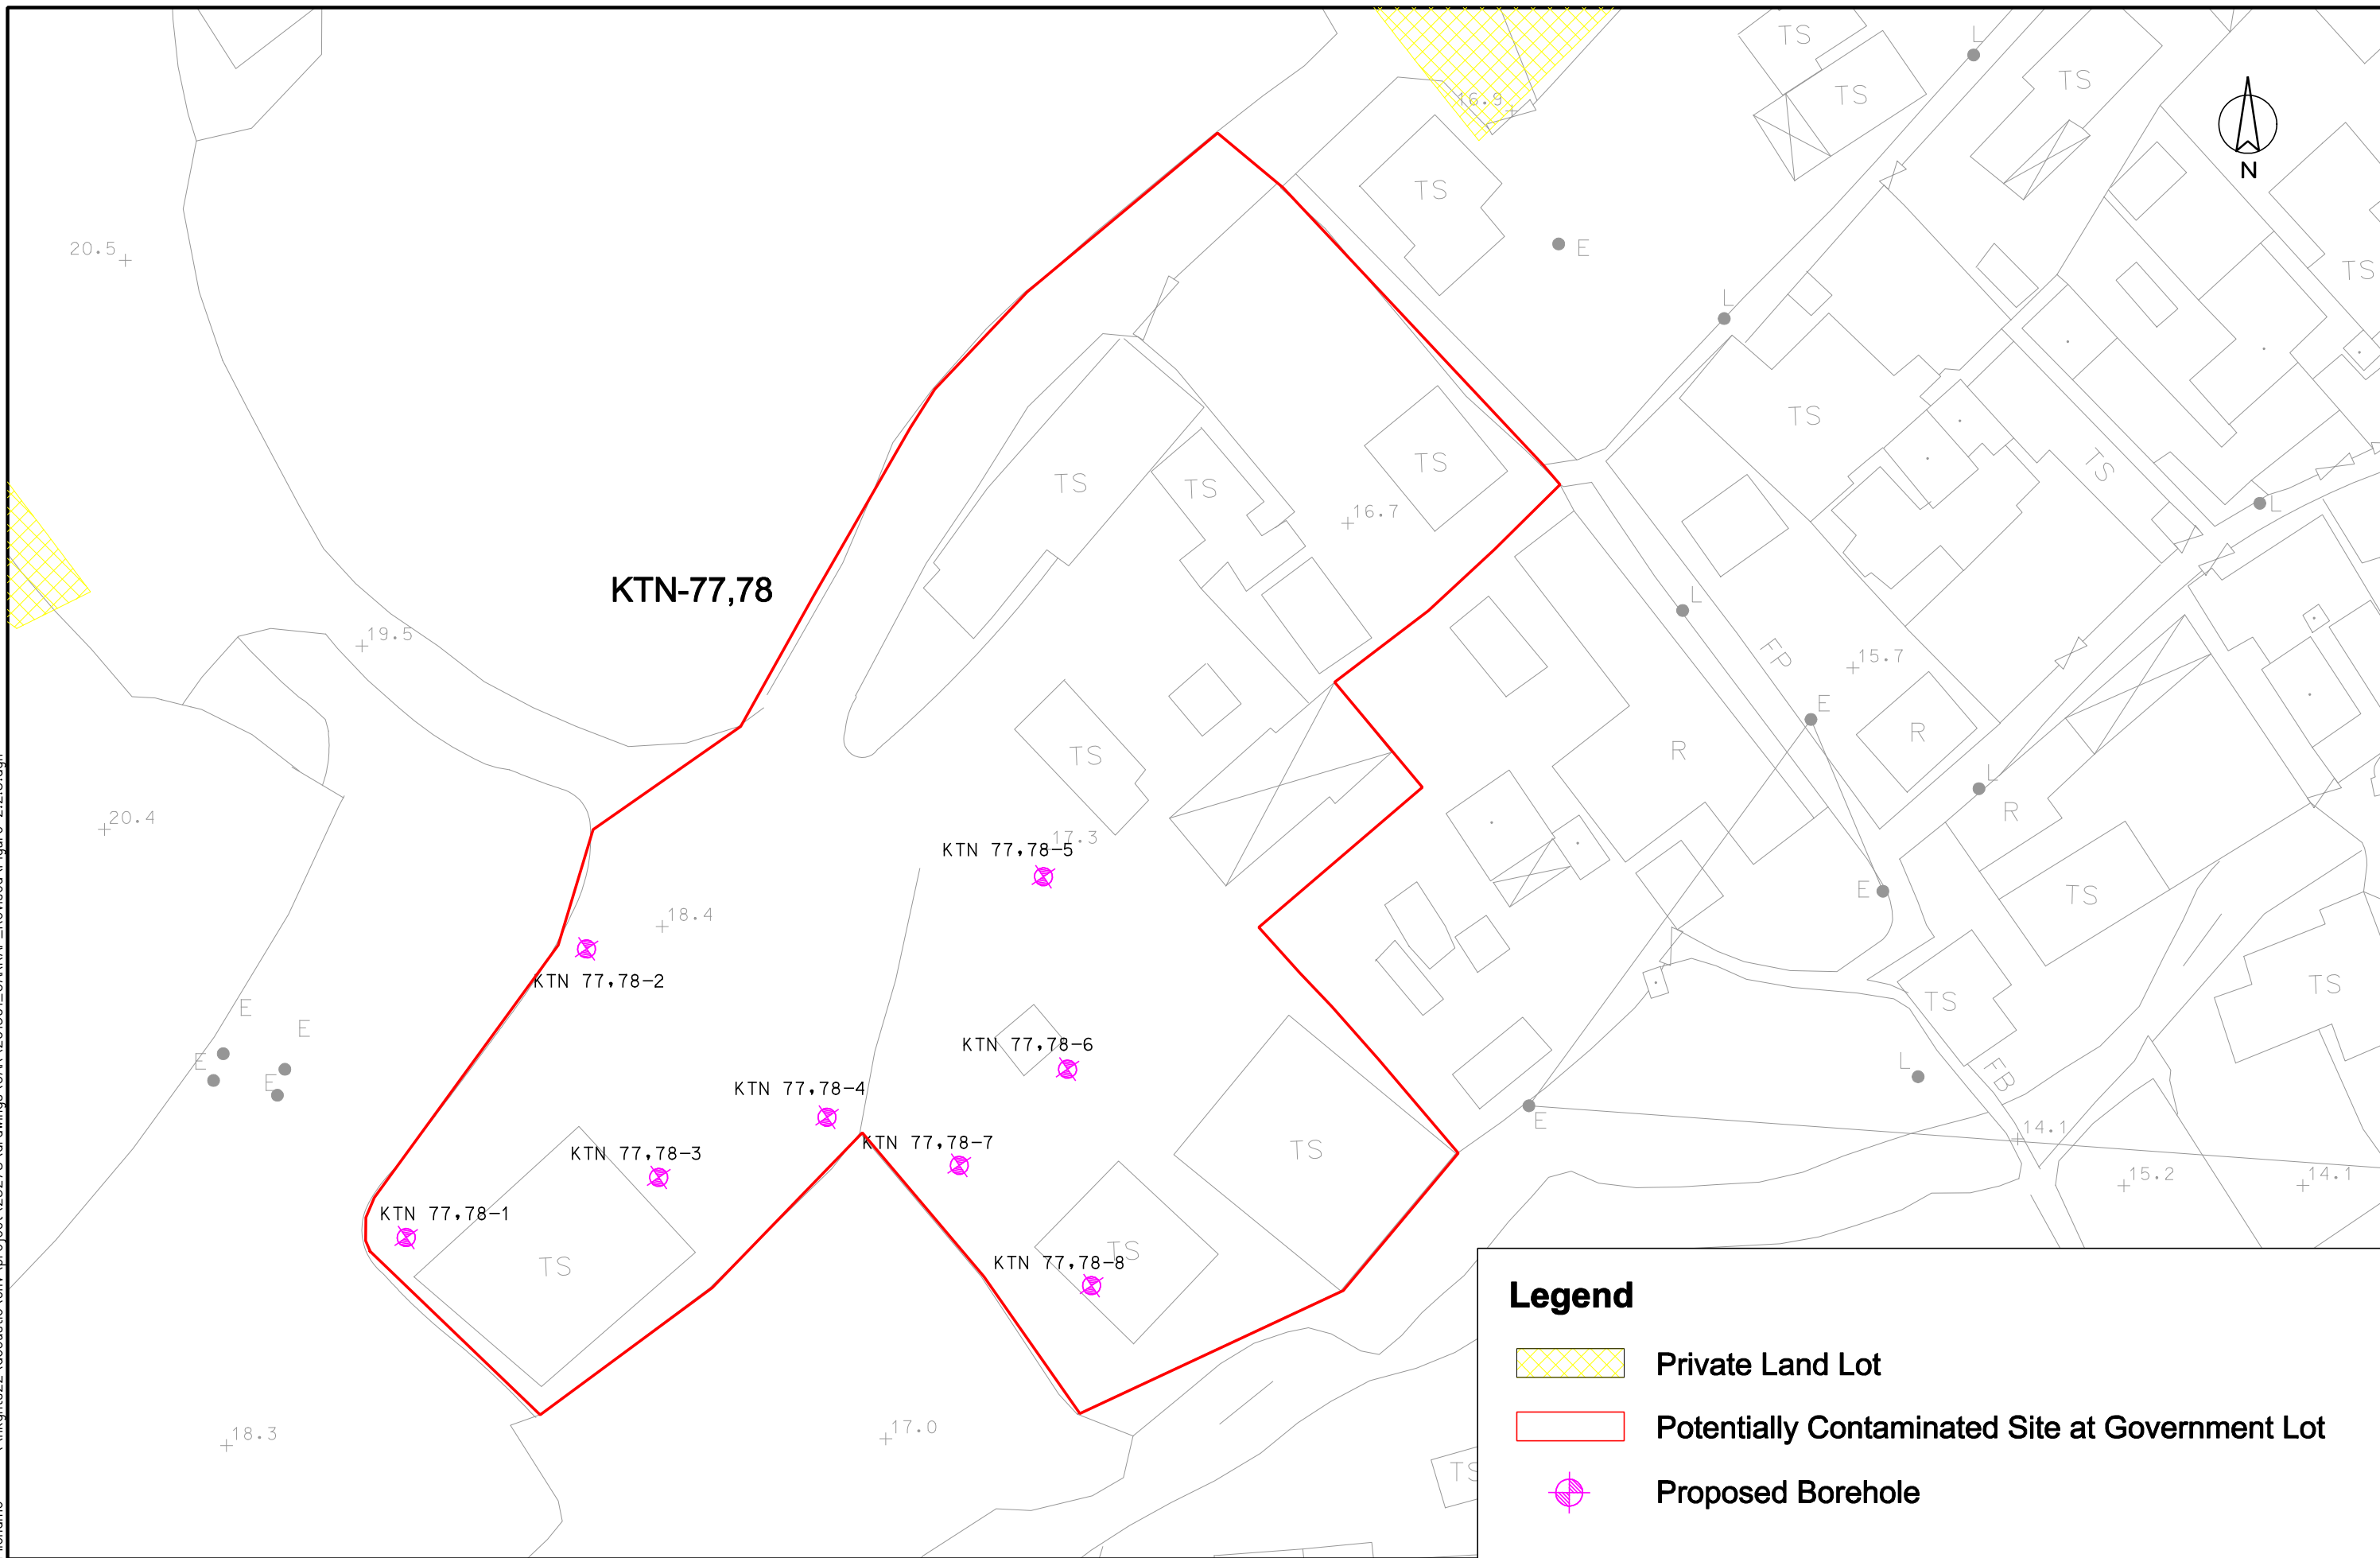 TS
L
TS
TS
16.9
N
TS
20.5
E
TS
L
TS
TS
TS
TS
TS
TS
L
16.7
KTN-77,78
L
19.5
FP
15.7
E
R
R
TS
L
R
20.4
17.3
KTN 77,78-5
E
TS
18.4
KTN 77,78-2
TS
TS
E
E
KTN 77,78-6
L
E
E
FB
KTN 77,78-4
E
14.1
KTN 77,78-7
KTN 77,78-3
TS
15.2
14.1
KTN 77,78-1
TS
TS
KTN 77,78-8
Legend
Private Land Lot
18.3
17.0
Potentially Contaminated Site at Government Lot
TS
Proposed Borehole